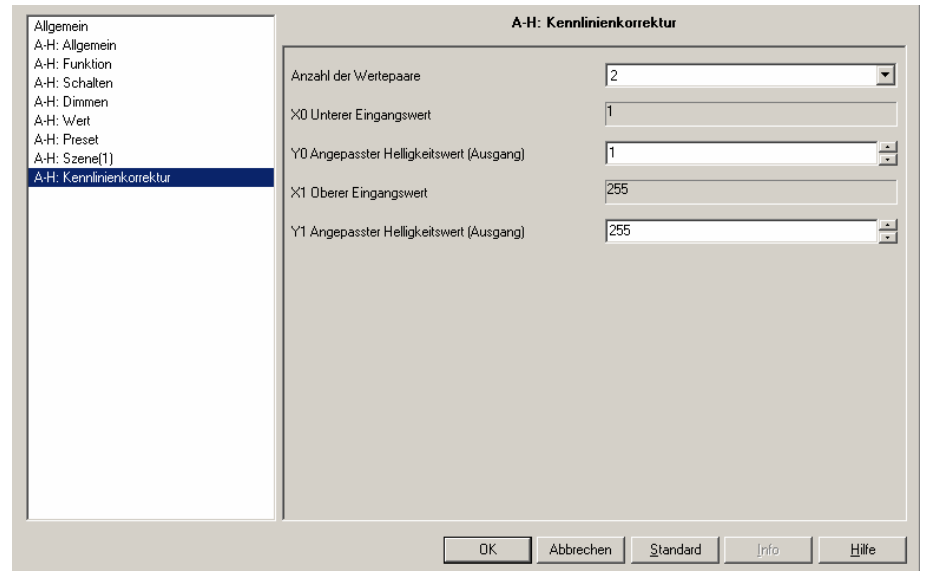 Allgemein
A-H: Allgemein
A-H: Funktion
A-H: Schalten
A-H: Dimmen
A-H: Wert
A-H: Preset
A-H: Szene(1)
A-H: Kennlinienkorrektur
A-H: Kennlinienkorrektur
Anzahl der Wertepaare 2
X0 Unterer Eingangswert 1
Y0 Angepasster Helligkeitswert (Ausgang) 1
X1 Oberer Eingangswert 255
Y1 Angepasster Helligkeitswert (Ausgang) 255
OK Abbrechen Standard Info Hilfe